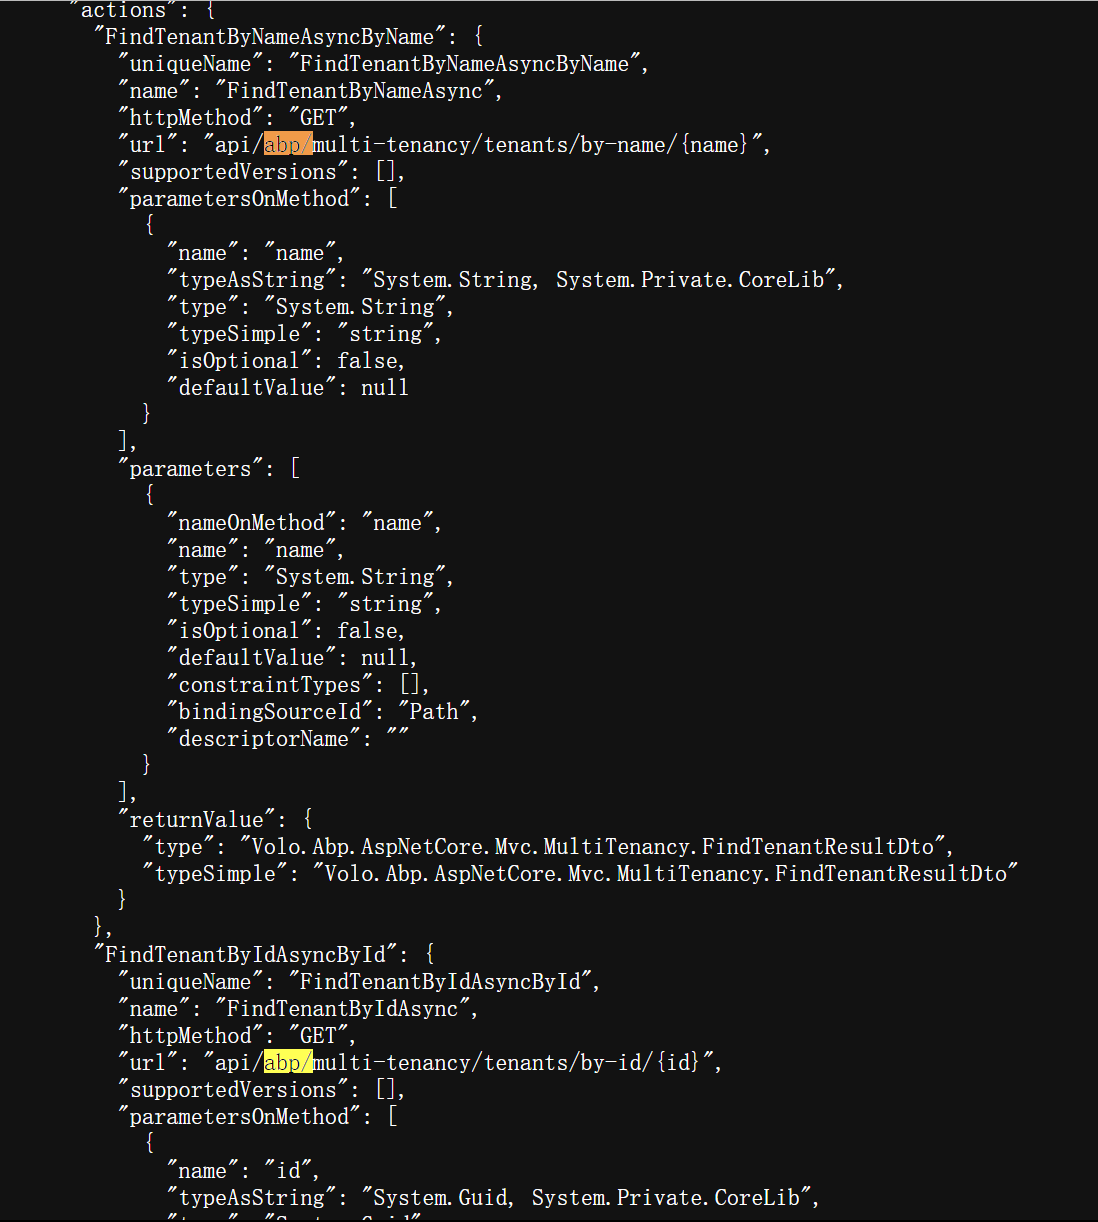 "actions": {
"FindTenantByNameAsyncByName": {
"uniqueName": "FindTenantByNameAsyncByName",
"name": "FindTenantByNameAsync",
"httpMethod": "GET",
"url": "api/abp/multi-tenancy/tenants/by-name/{name}",
"supportedVersions": [],
"parametersOnMethod": [
{
"name": "name",
"typeAsString": "System.String, System.Private.CoreLib",
"type": "System.String",
"typeSimple": "string",
"isOptional": false,
"defaultValue": null
}
],
"parameters": [
{
"nameOnMethod": "name",
"name": "name",
"type": "System.String",
"typeSimple": "string",
"isOptional": false,
"defaultValue": null,
"constraintTypes": [],
"bindingSourceId": "Path",
"descriptorName": ""
}
],
"returnValue": {
"type": "Volo.Abp.AspNetCore.Mvc.MultiTenancy.FindTenantResultDto",
"typeSimple": "Volo.Abp.AspNetCore.Mvc.MultiTenancy.FindTenantResultDto"
}
},
"FindTenantByIdAsyncById": {
"uniqueName": "FindTenantByIdAsyncById",
"name": "FindTenantByIdAsync",
"httpMethod": "GET",
"url": "api/abp/multi-tenancy/tenants/by-id/{id}",
"supportedVersions": [],
"parametersOnMethod": [
{
"name": "id",
"typeAsString": "System.Guid, System.Private.CoreLib",